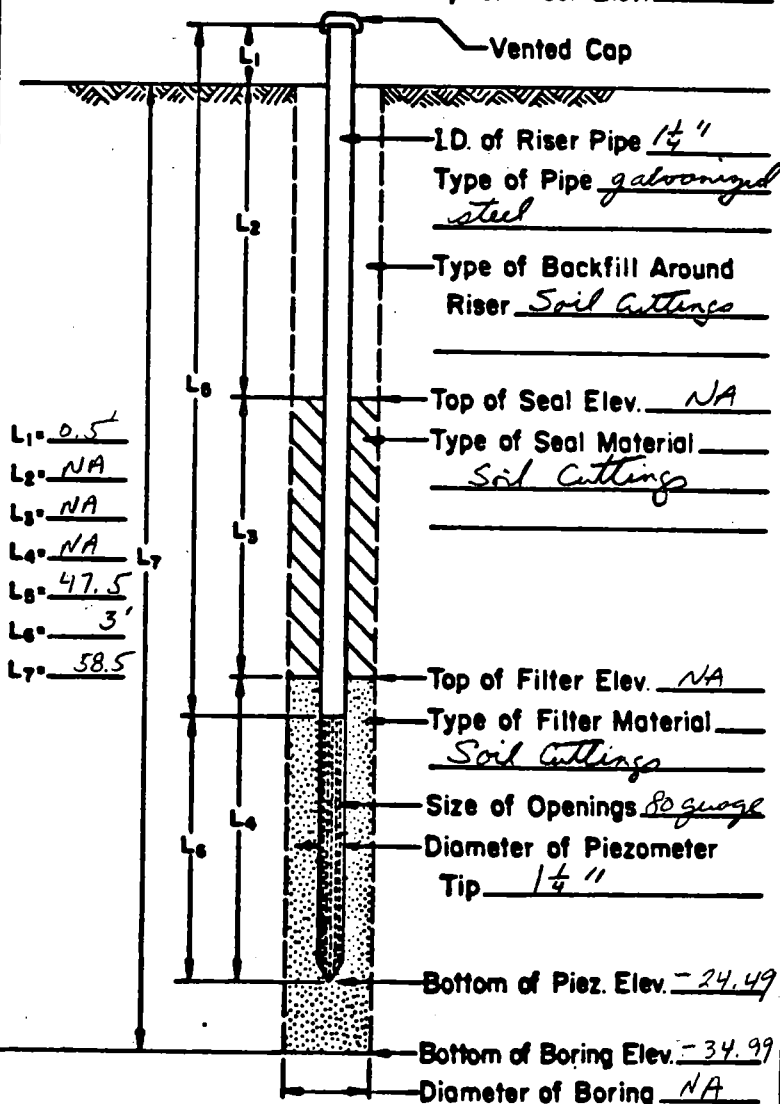 Vented Cap
L1
I.D. of Riser Pipe 1 1/4 "
Type of Pipe galvanized
steel
L2
Type of Backfill Around
Riser Soil Cuttings
L5
Top of Seal Elev. NA
L1= 0.5'
Type of Seal Material
L2= NA
Soil Cuttings
L3= NA
L3
L4= NA
L7
L5= 47.5
L6= 3'
L7= 58.5
Top of Filter Elev. NA
Type of Filter Material
Soil Cuttings
Size of Openings 80 guage
L4
L6
Diameter of Piezometer
Tip 1 1/4 "
Bottom of Piez. Elev. -24.49
Bottom of Boring Elev. -34.99
Diameter of Boring NA